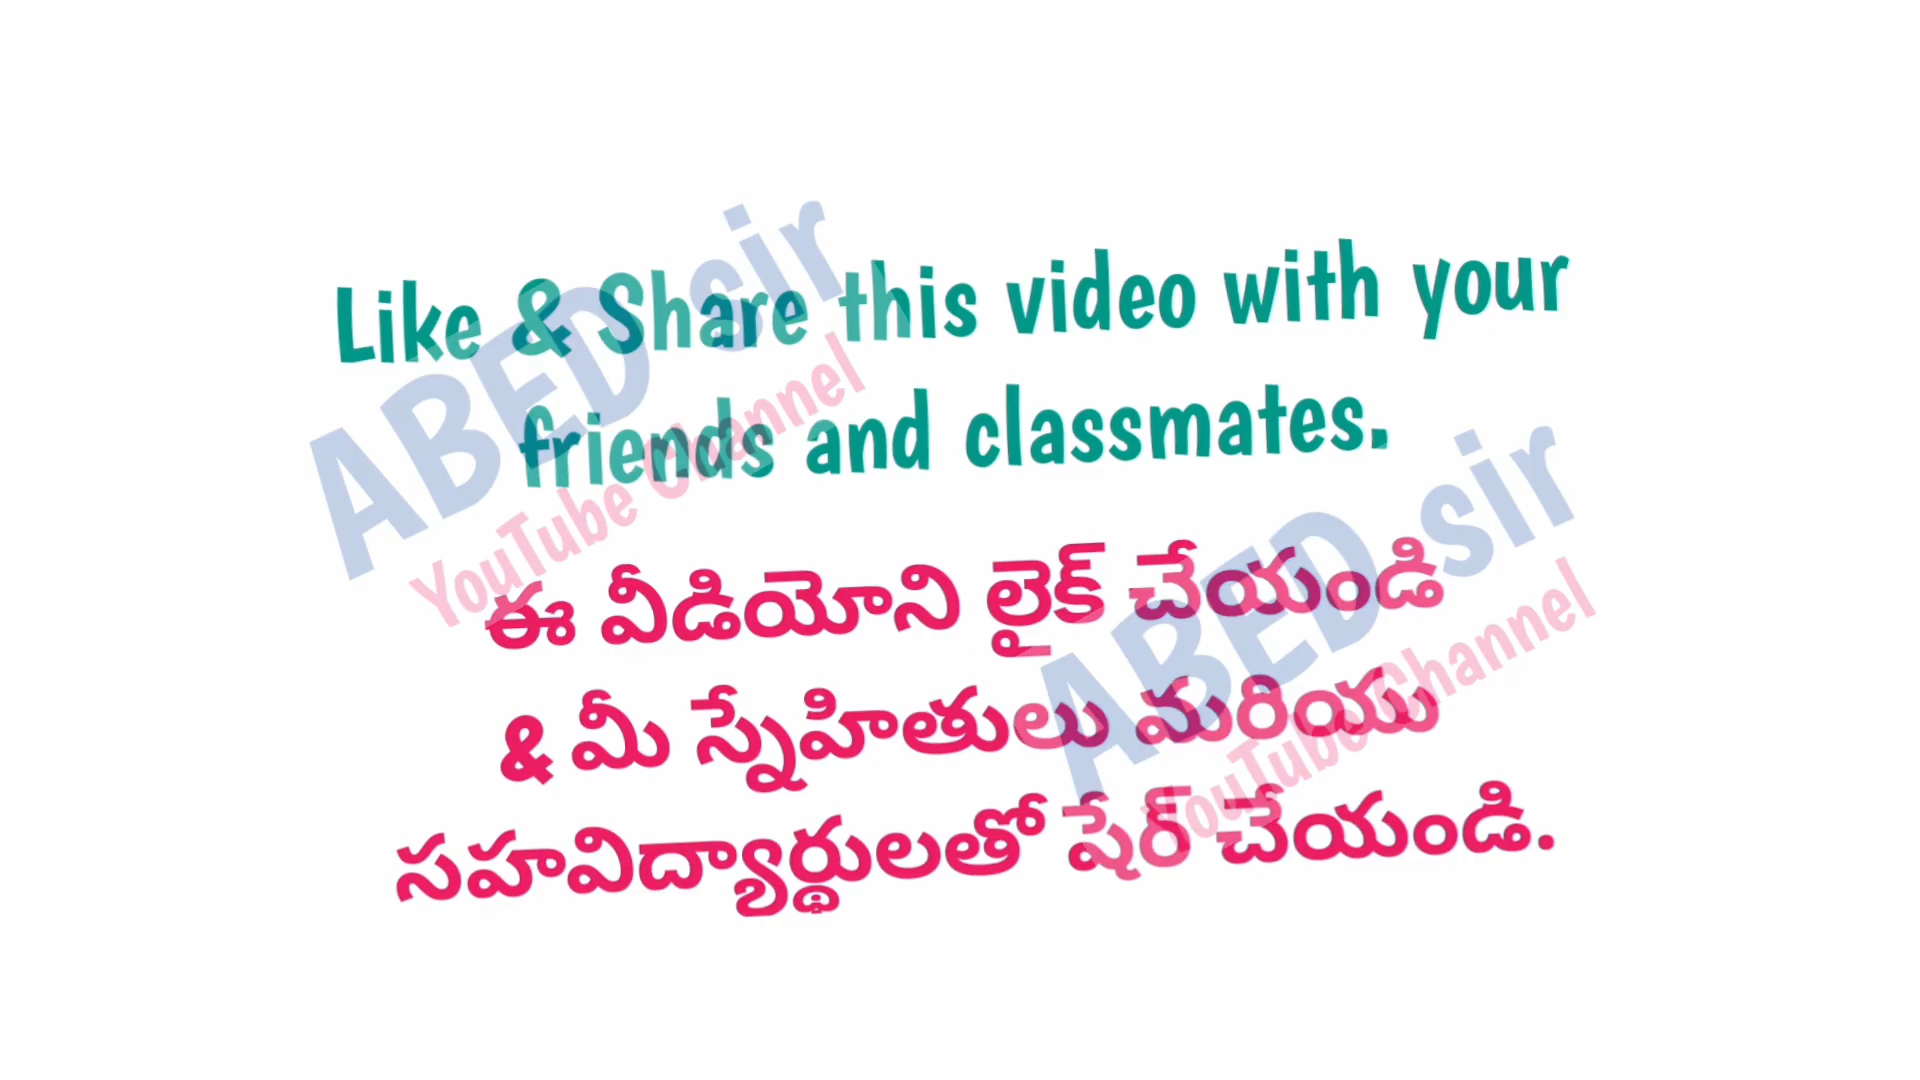 Like & Share this video with your
friends and classmates.
ఈ వీడియోని లైక్ చేయండి
& మీ స్నేహితులు మరియు
సహవిద్యార్థులతో షేర్ చేయండి.
ABED sir
YouTube Channel
ABED sir
YouTube Channel